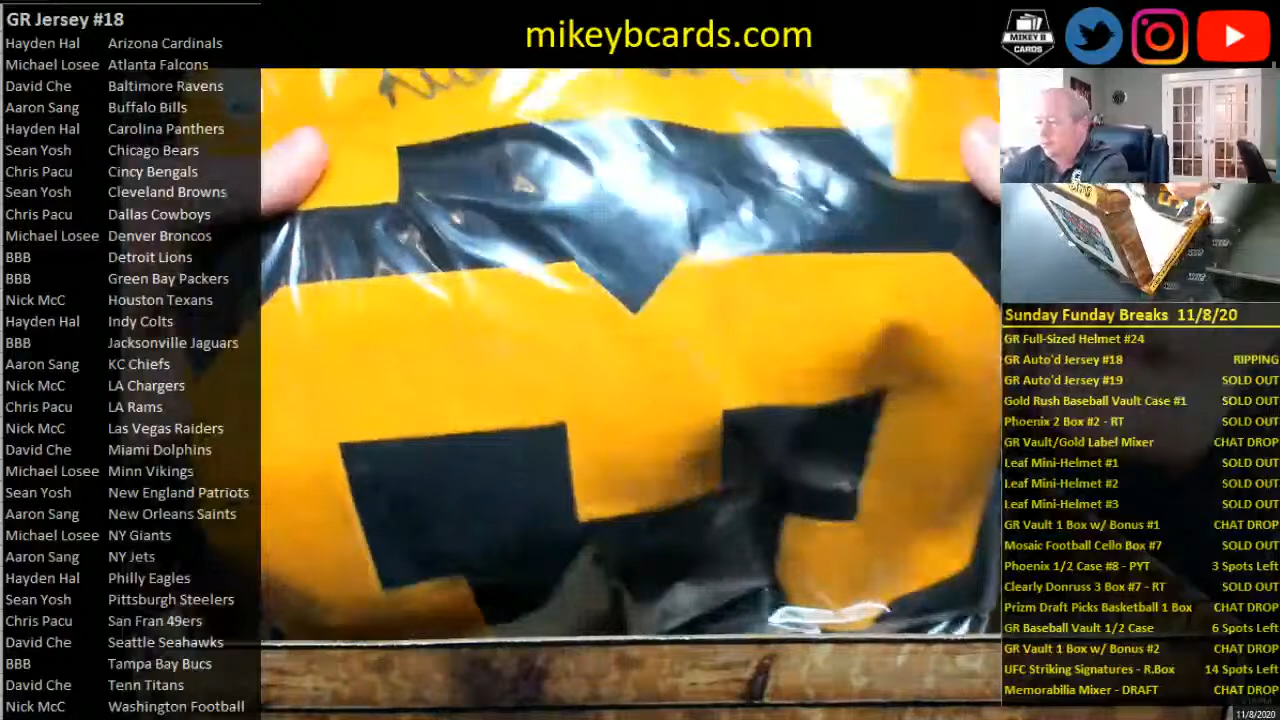 GR Jersey #18
Hayden Hal Arizona Cardinals
Michael Losee Atlanta Falcons
David Che Baltimore Ravens
Aaron Sang Buffalo Bills
Hayden Hal Carolina Panthers
Sean Yosh Chicago Bears
Chris Pacu Cincy Bengals
Sean Yosh Cleveland Browns
Chris Pacu Dallas Cowboys
Michael Losee Denver Broncos
BBB Detroit Lions
BBB Green Bay Packers
Nick McC Houston Texans
Hayden Hal Indy Colts
BBB Jacksonville Jaguars
Aaron Sang KC Chiefs
Nick McC LA Chargers
Chris Pacu LA Rams
Nick McC Las Vegas Raiders
David Che Miami Dolphins
Michael Losee Minn Vikings
Sean Yosh New England Patriots
Aaron Sang New Orleans Saints
Michael Losee NY Giants
Aaron Sang NY Jets
Hayden Hal Philly Eagles
Sean Yosh Pittsburgh Steelers
Chris Pacu San Fran 49ers
David Che Seattle Seahawks
BBB Tampa Bay Bucs
David Che Tenn Titans
Nick McC Washington Football
mikeybcards.com
MIKEY B
CARDS
Sunday Funday Breaks 11/8/20
GR Full-Sized Helmet #24
GR Auto'd Jersey #18 RIPPING
GR Auto'd Jersey #19 SOLD OUT
Gold Rush Baseball Vault Case #1 SOLD OUT
Phoenix 2 Box #2 - RT SOLD OUT
GR Vault/Gold Label Mixer CHAT DROP
Leaf Mini-Helmet #1 SOLD OUT
Leaf Mini-Helmet #2 SOLD OUT
Leaf Mini-Helmet #3 SOLD OUT
GR Vault 1 Box w/ Bonus #1 CHAT DROP
Mosaic Football Cello Box #7 SOLD OUT
Phoenix 1/2 Case #8 - PYT 3 Spots Left
Clearly Donruss 3 Box #7 - RT SOLD OUT
Prizm Draft Picks Basketball 1 Box CHAT DROP
GR Baseball Vault 1/2 Case 6 Spots Left
GR Vault 1 Box w/ Bonus #2 CHAT DROP
UFC Striking Signatures - R.Box 14 Spots Left
Memorabilia Mixer - DRAFT CHAT DROP
11/8/2020